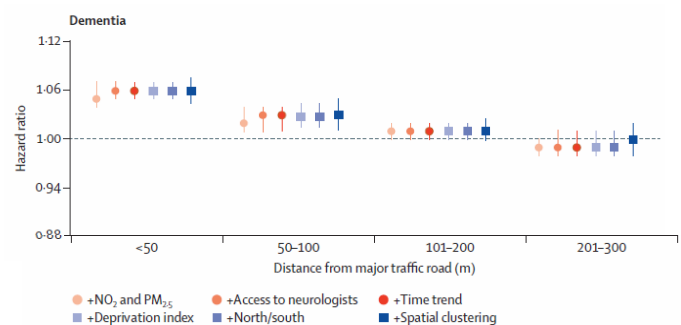 Dementia
1·12
1·06
1·00
0·94
0·88
Hazard ratio
<50 50–100 101–200 201–300
Distance from major traffic road (m)
+NO₂ and PM₂.₅ +Access to neurologists +Time trend
+Deprivation index +North/south +Spatial clustering